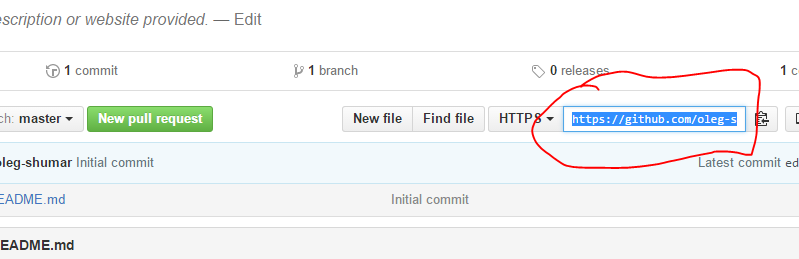 escription or website provided. — Edit
1 commit 1 branch 0 releases 1 c
ch: master New pull request New file Find file HTTPS https://github.com/oleg-s
oleg-shumar Initial commit Latest commit ed
EADME.md Initial commit
EADME.md